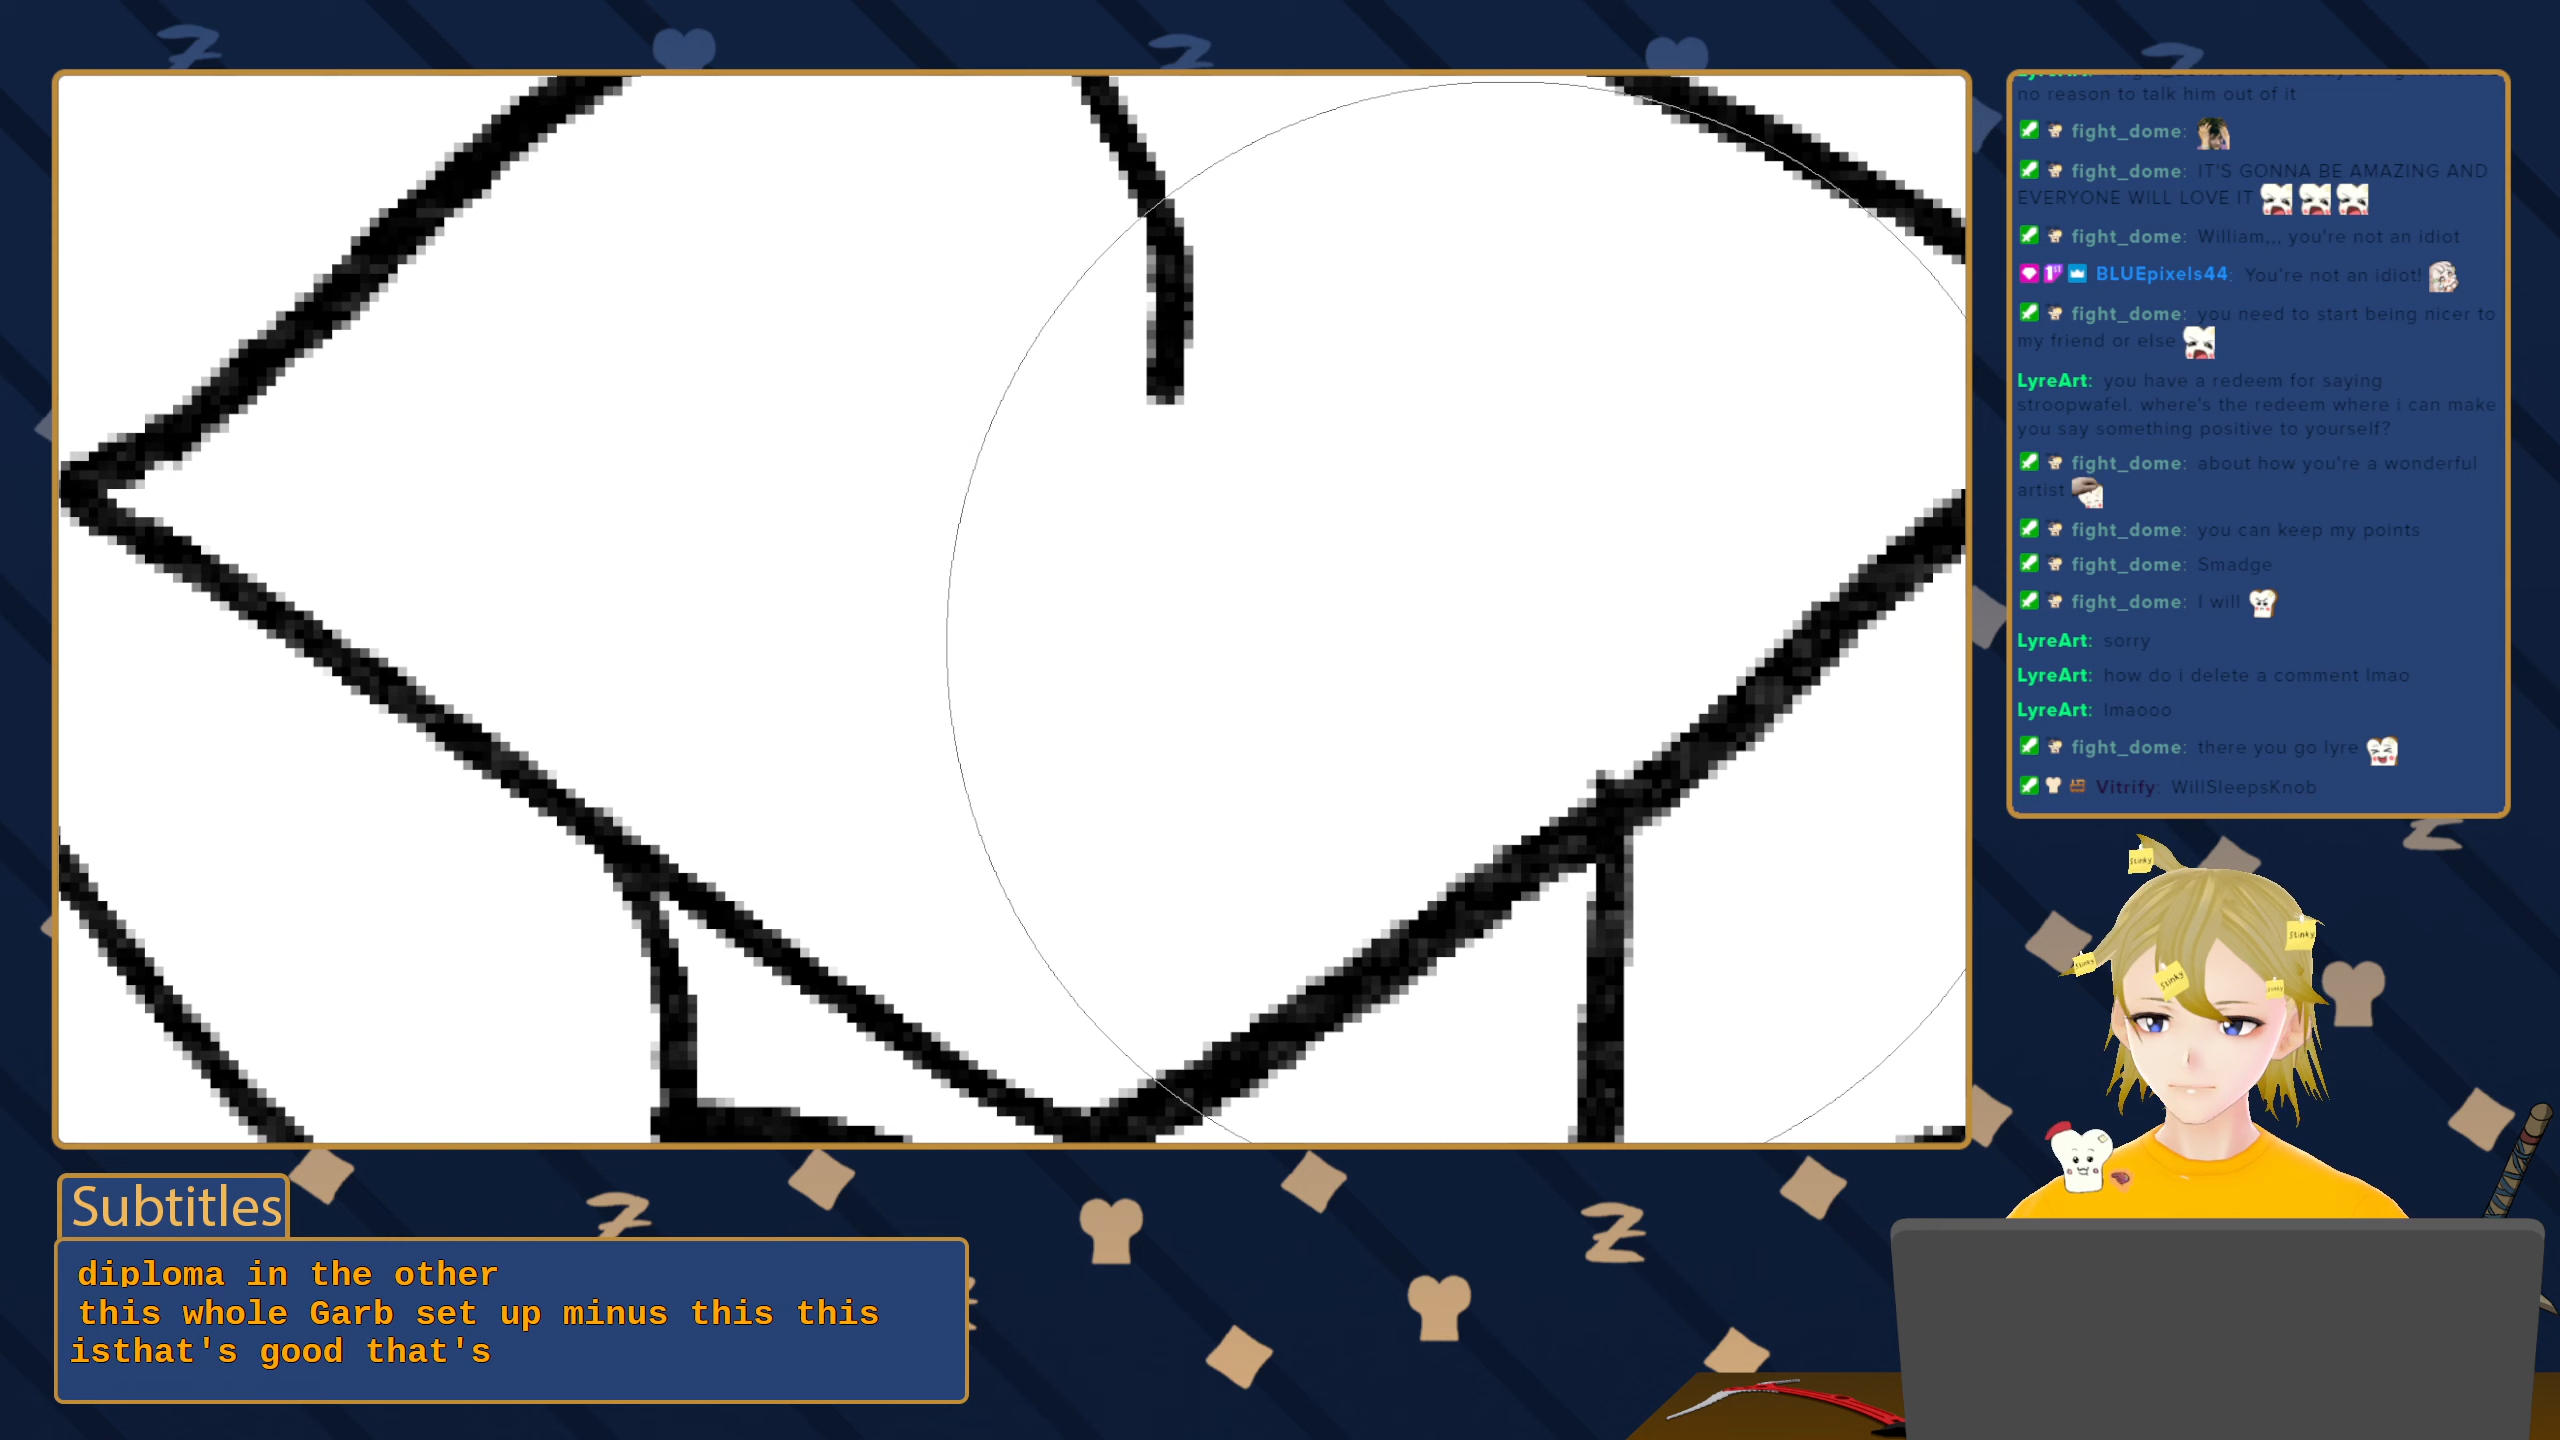 no reason to talk him out of it
fight_dome:
fight_dome: IT'S GONNA BE AMAZING AND
EVERYONE WILL LOVE IT
fight_dome: William,,, you're not an idiot
BLUEpixels44: You're not an idiot!
fight_dome: you need to start being nicer to
my friend or else
LyreArt: you have a redeem for saying
stroopwafel. where's the redeem where i can make
you say something positive to yourself?
fight_dome: about how you're a wonderful
artist
fight_dome: you can keep my points
fight_dome: Smadge
fight_dome: I will
LyreArt: sorry
LyreArt: how do i delete a comment lmao
LyreArt: lmaooo
fight_dome: there you go lyre
Vitrify: WillSleepsKnob
Stinky
Stinky
Stinky
Stinky
Stinky
Subtitles
diploma in the other
this whole Garb set up minus this this
isthat's good that's